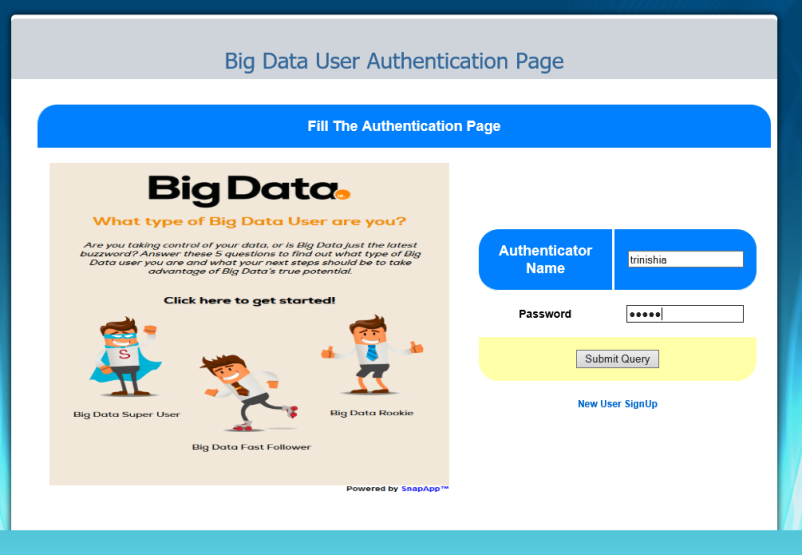 Big Data User Authentication Page
Fill The Authentication Page
Big Data
What type of Big Data User are you?
Are you taking control of your data, or is Big Data just the latest
buzzword? Answer these 5 questions to find out what type of Big
Data user you are and what your next steps should be to take
advantage of Big Data's true potential.
Click here to get started!
S
Big Data Super User
Big Data Fast Follower
Big Data Rookie
Powered by SnapApp™
Authenticator
Name
trinishia
Password
●●●●●
Submit Query
New User SignUp